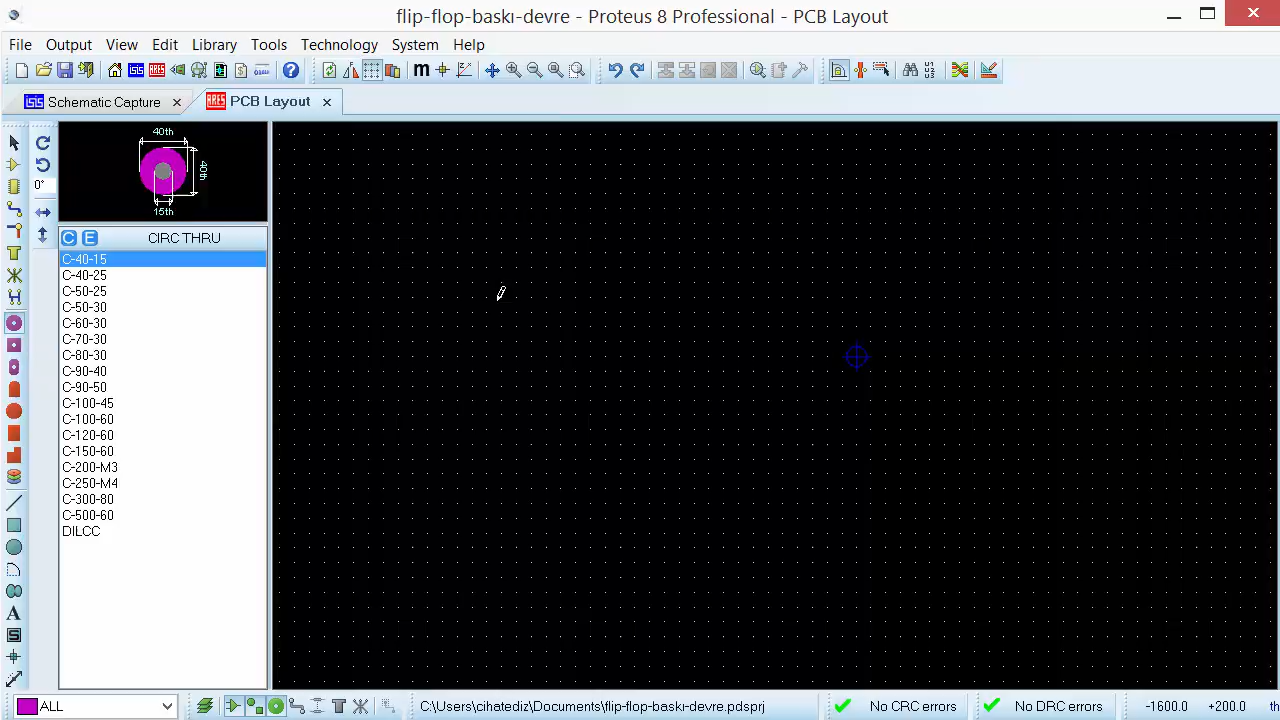 flip-flop-baskı-devre - Proteus 8 Professional - PCB Layout
File Output View Edit Library Tools Technology System Help
ISIS ARES $ ? m
ISIS Schematic Capture
ARES PCB Layout
40th
40th
15th
0°
C E CIRC THRU
C-40-15
C-40-25
C-50-25
C-50-30
C-60-30
C-70-30
C-80-30
C-90-40
C-90-50
C-100-45
C-100-60
C-120-60
C-150-60
C-200-M3
C-250-M4
C-300-80
C-500-60
DILCC
A
S
ALL
C:\Users\cihatediz\Documents\flip-flop-baskı-devre.pdsprj
No CRC errors
No DRC errors
-1600.0 +200.0